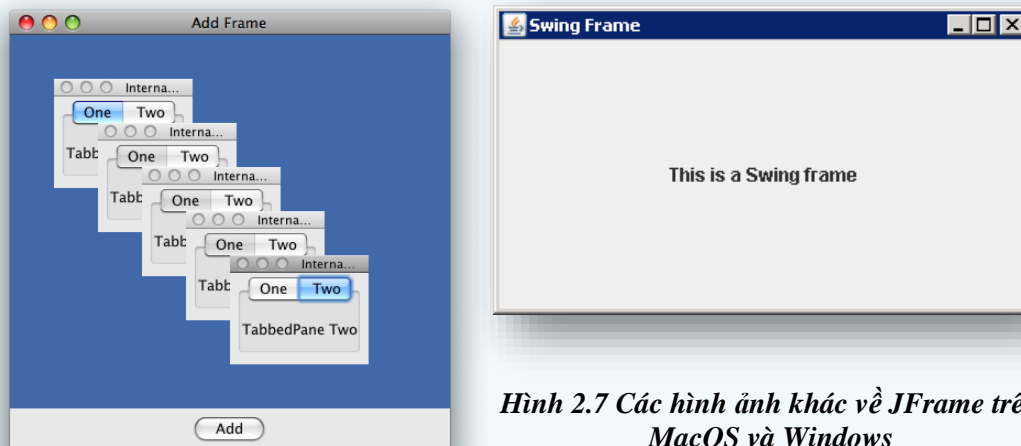 Add Frame
Interna...
One Two
Interna...
Tabb One Two
Interna...
Tabb One Two
Interna...
Tabb One Two
Interna...
Tabb One Two
TabbedPane Two
Add
Swing Frame
This is a Swing frame
Hình 2.7 Các hình ảnh khác về JFrame
MacOS và Windows